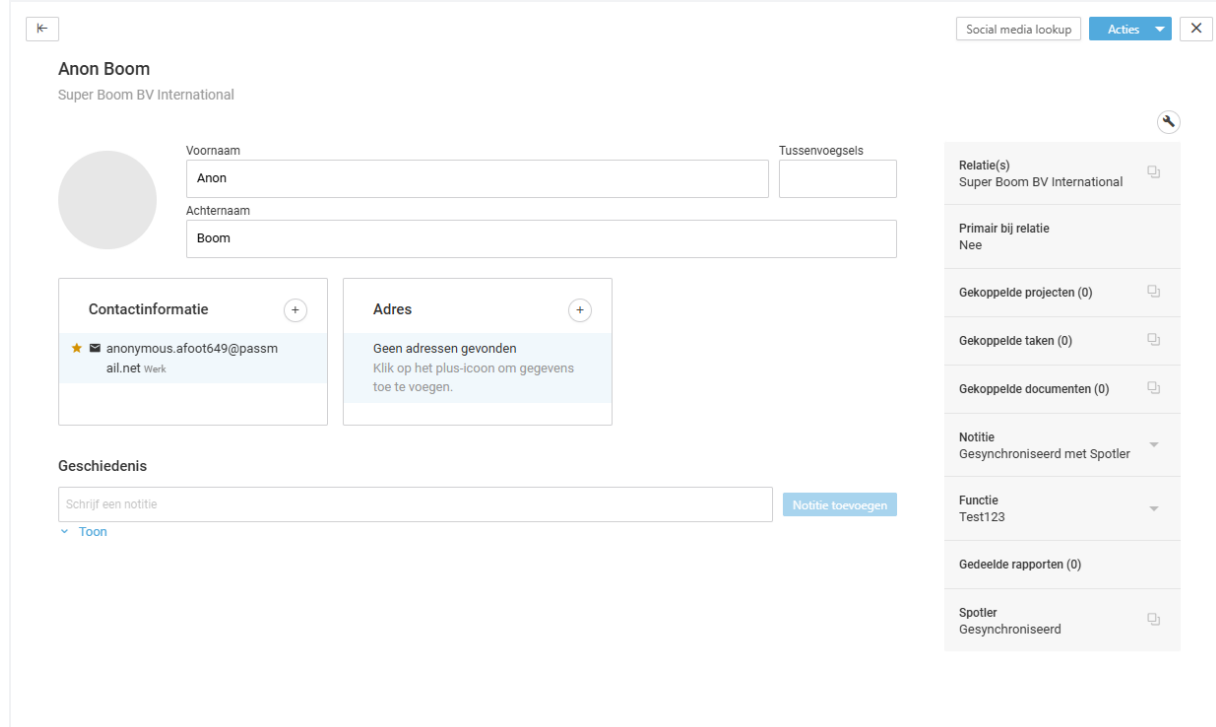 Social media lookup
Acties
Anon Boom
Super Boom BV International
Voornaam
Tussenvoegsels
Anon
Achternaam
Boom
Contactinformatie
anonymous.afoot649@passm
ail.net Werk
Adres
Geen adressen gevonden
Klik op het plus-icoon om gegevens
toe te voegen.
Geschiedenis
Schrijf een notitie
Notitie toevoegen
Toon
Relatie(s)
Super Boom BV International
Primair bij relatie
Nee
Gekoppelde projecten (0)
Gekoppelde taken (0)
Gekoppelde documenten (0)
Notitie
Gesynchroniseerd met Spotler
Functie
Test123
Gedeelde rapporten (0)
Spotler
Gesynchroniseerd